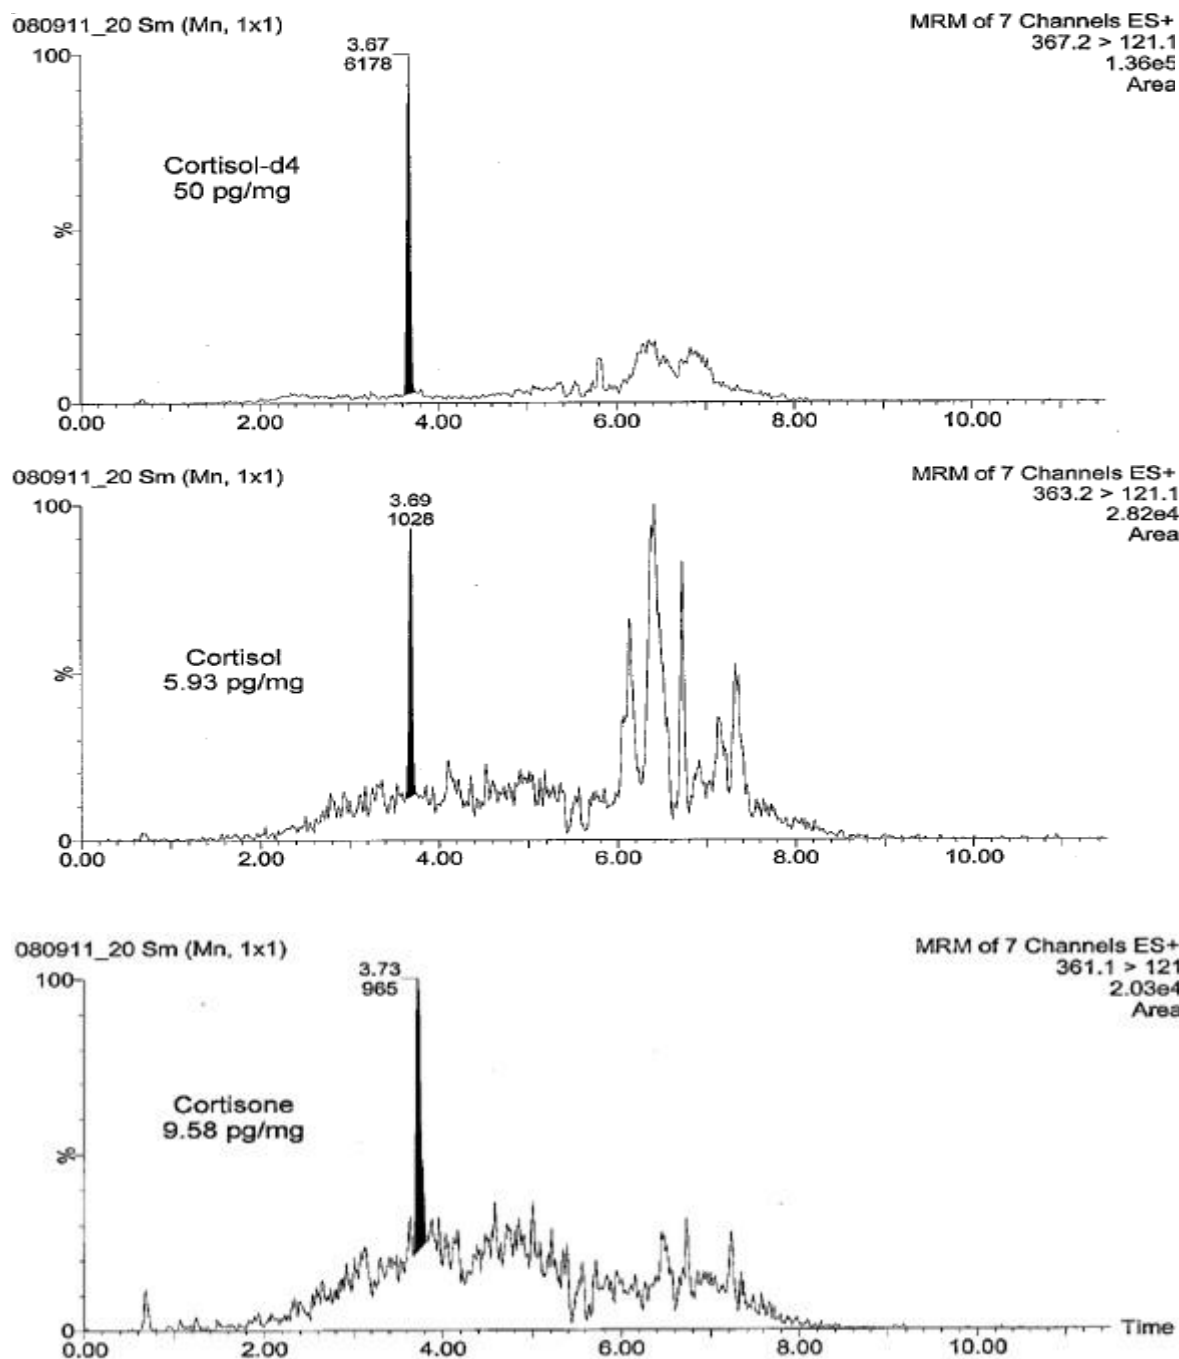 080911_20 Sm (Mn, 1x1)
MRM of 7 Channels ES+
367.2 > 121.1
1.36e5
Area
3.67
6178
100
Cortisol-d4
50 pg/mg
%
0
0.00 2.00 4.00 6.00 8.00 10.00
080911_20 Sm (Mn, 1x1)
MRM of 7 Channels ES+
363.2 > 121.1
2.82e4
Area
3.69
1028
100
Cortisol
5.93 pg/mg
%
0
0.00 2.00 4.00 6.00 8.00 10.00
080911_20 Sm (Mn, 1x1)
MRM of 7 Channels ES+
361.1 > 121
2.03e4
Area
3.73
965
100
Cortisone
9.58 pg/mg
%
0
Time
0.00 2.00 4.00 6.00 8.00 10.00